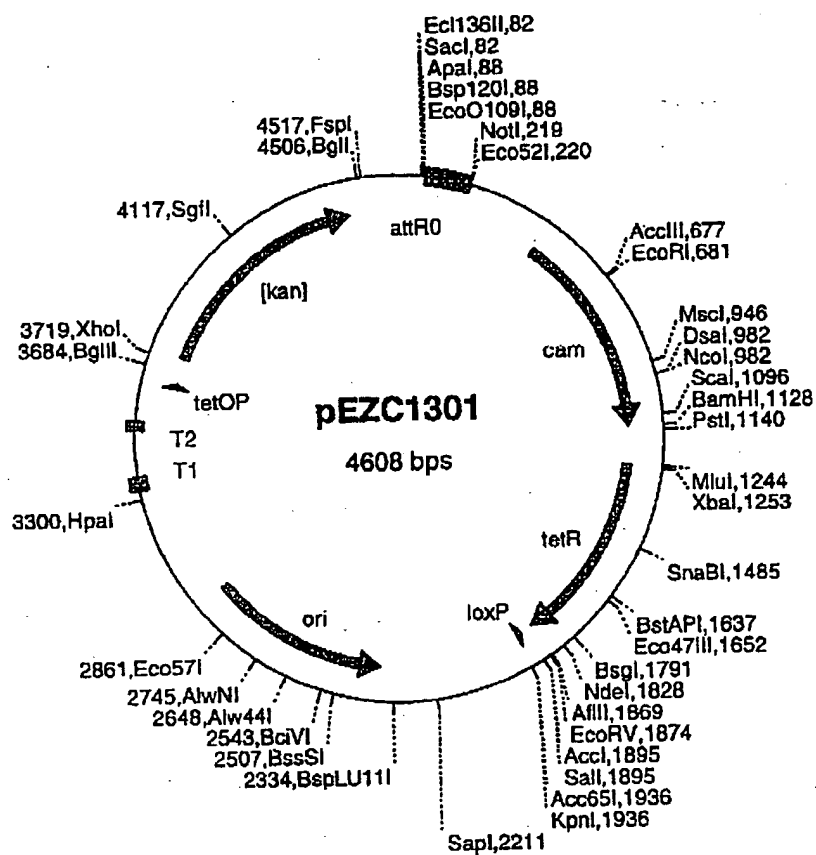 EcI136II,82
SacI,82
ApaI,88
Bsp120I,88
EcoO109I,88
NotI,219
Eco52I,220
4517,FspI
4506,BglI
4117,SgfI
attR0
AccIII,677
EcoRI,681
[kan]
3719,XhoI
3684,BglII
cam
MscI,946
DsaI,982
NcoI,982
ScaI,1096
BamHI,1128
PstI,1140
tetOP
pEZC1301
4608 bps
T2
T1
MluI,1244
XbaI,1253
3300,HpaI
tetR
SnaBI,1485
loxP
ori
BstAPI,1637
Eco47III,1652
2861,Eco57I
BsgI,1791
2745,AlwNI
NdeI,1828
2648,Alw44I
AflII,1869
2543,BciVI
EcoRV,1874
2507,BssSI
AccI,1895
2334,BspLU11I
SalI,1895
Acc65I,1936
KpnI,1936
SapI,2211